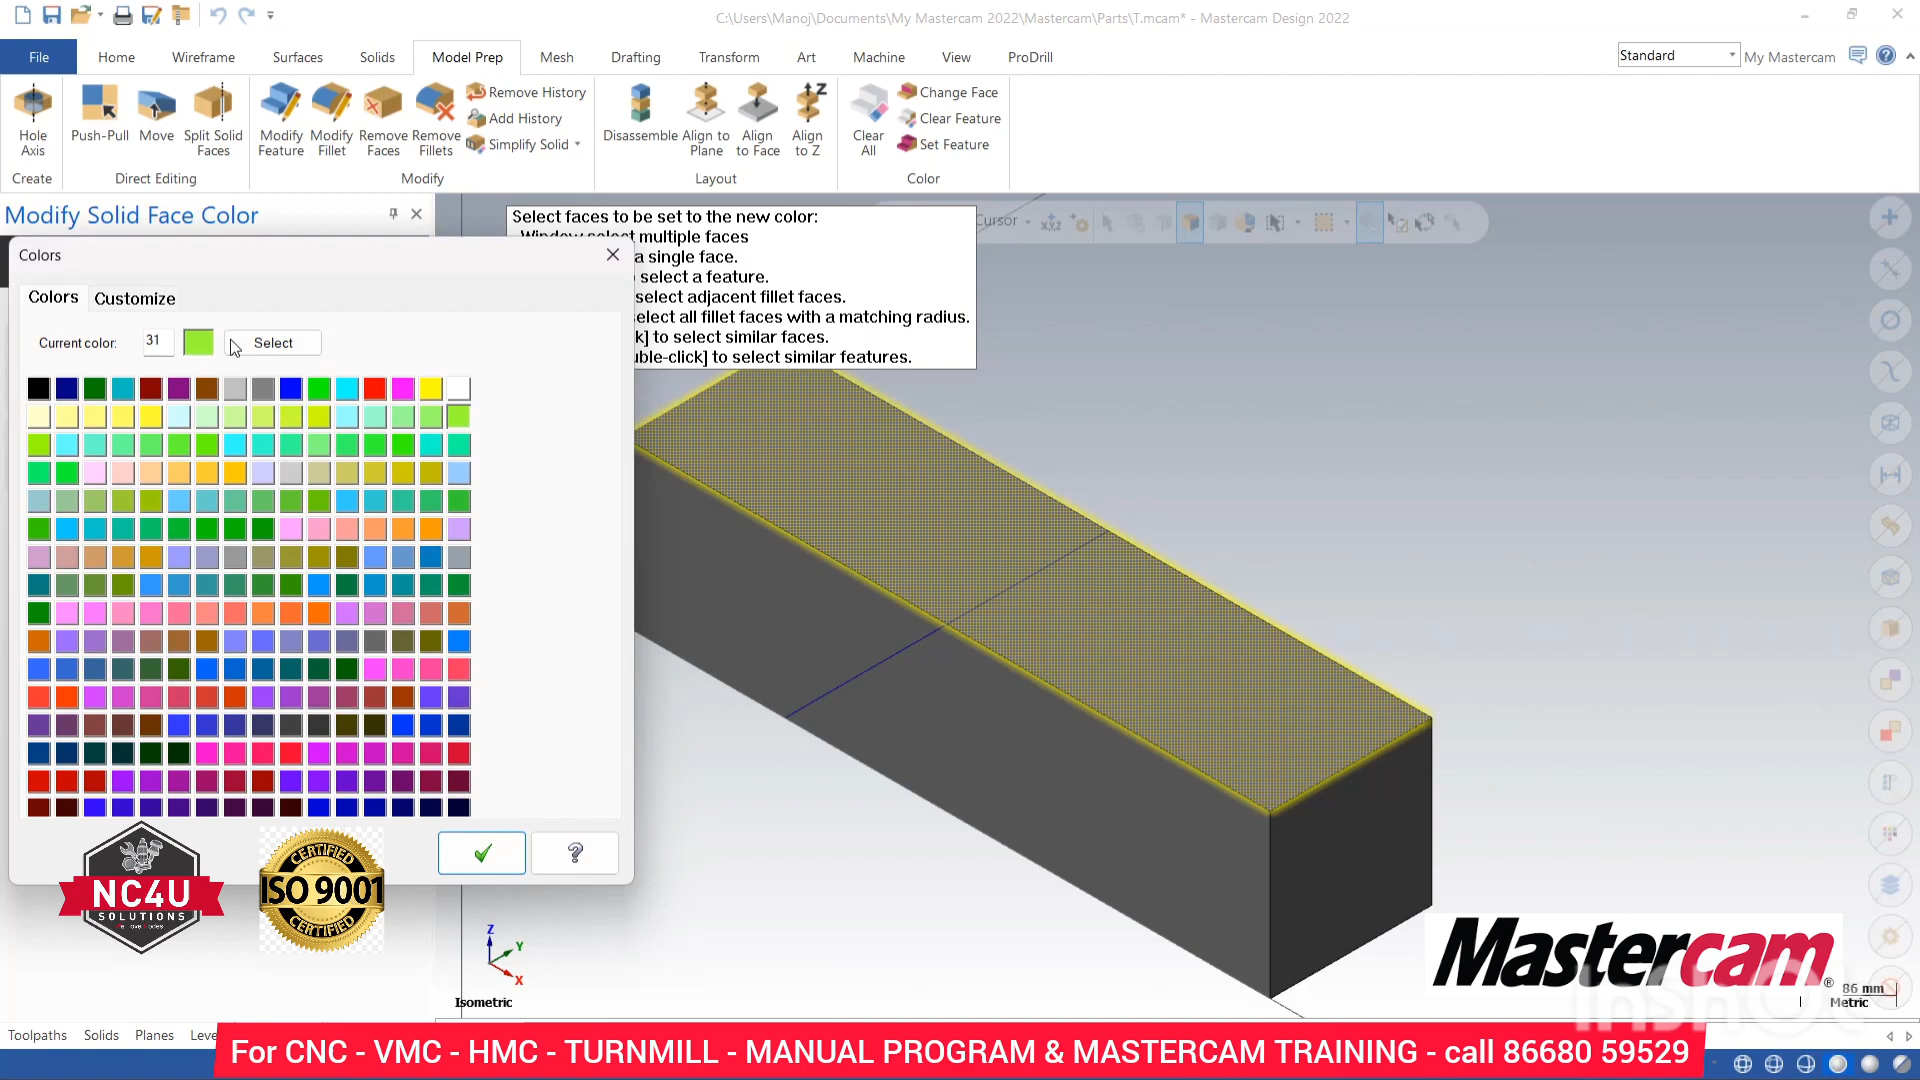 C:\Users\Manoj\Documents\My Mastercam 2022\Mastercam\Parts\T.mcam* - Mastercam Design 2022
File Home Wireframe Surfaces Solids Model Prep Mesh Drafting Transform Art Machine View ProDrill Standard My Mastercam
Hole Axis
Push-Pull
Move
Split Solid Faces
Modify Feature
Modify Fillet
Remove Faces
Remove Fillets
Remove History
Add History
Simplify Solid
Disassemble
Align to Plane
Align to Face
Align to Z
Clear All
Change Face
Clear Feature
Set Feature
Create Direct Editing Modify Layout Color
Modify Solid Face Color
Select faces to be set to the new color:
Window select multiple faces
a single face.
select a feature.
select adjacent fillet faces.
elect all fillet faces with a matching radius.
k] to select similar faces.
uble-click] to select similar features.
Cursor
Colors
Colors Customize
Current color: 31 Select
NC4U
SOLUTIONS
CERTIFIED
ISO 9001
CERTIFIED
Z
Y
X
Isometric
Mastercam®
86 mm
Metric
InshOt
Toolpaths Solids Planes Leve
For CNC - VMC - HMC - TURNMILL - MANUAL PROGRAM & MASTERCAM TRAINING - call 86680 59529